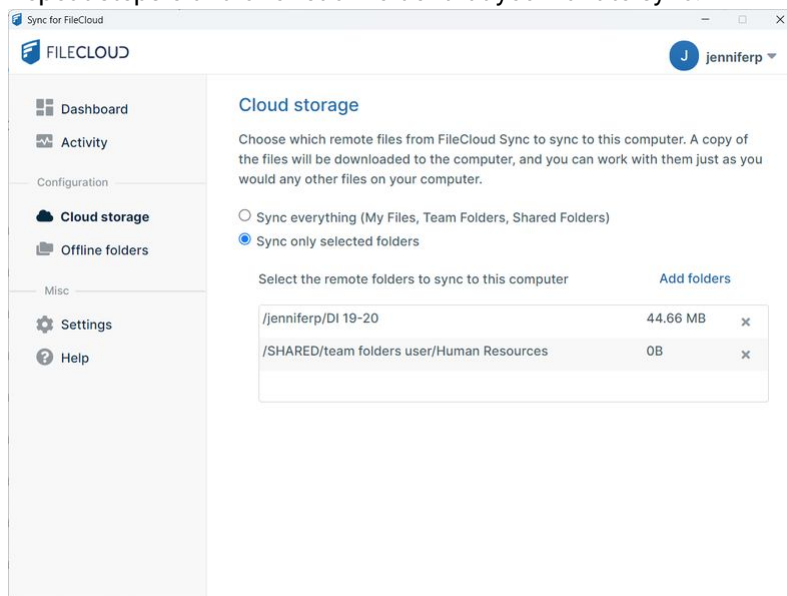 Sync for FileCloud
FILECLOUD
J
jenniferp
Dashboard
Activity
Configuration
Cloud storage
Offline folders
Misc
Settings
Help
Cloud storage
Choose which remote files from FileCloud Sync to sync to this computer. A copy of
the files will be downloaded to the computer, and you can work with them just as you
would any other files on your computer.
Sync everything (My Files, Team Folders, Shared Folders)
Sync only selected folders
Select the remote folders to sync to this computer
Add folders
/jenniferp/DI 19-20
44.66 MB
/SHARED/team folders user/Human Resources
0B